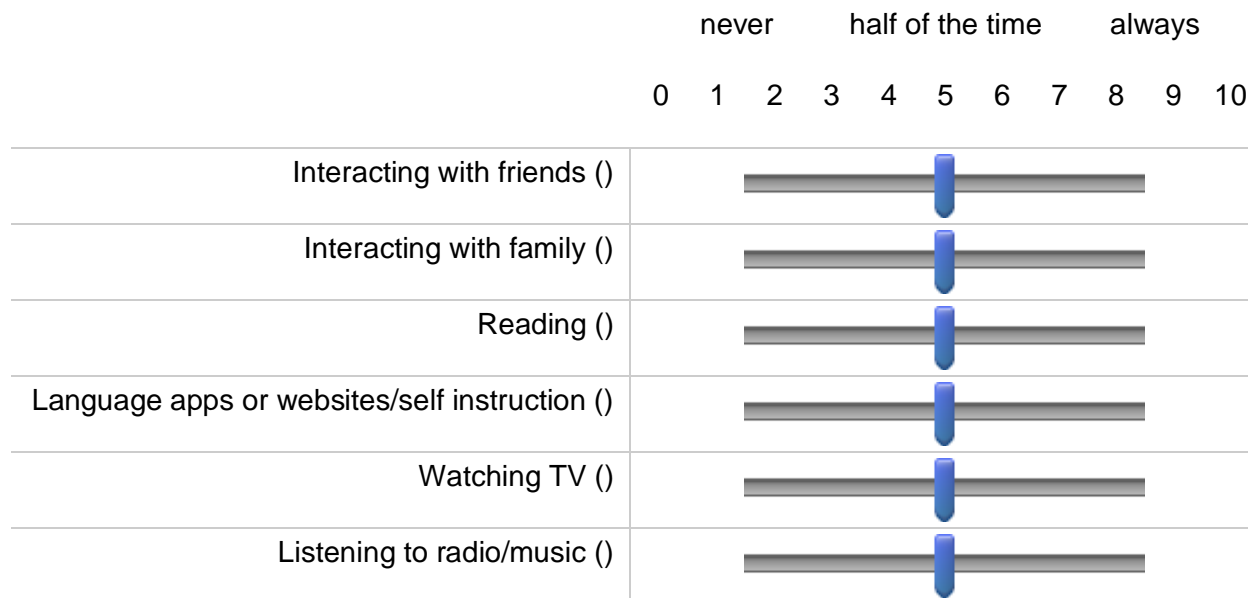 never half of the time always
0 1 2 3 4 5 6 7 8 9 10
Interacting with friends ()
Interacting with family ()
Reading ()
Language apps or websites/self instruction ()
Watching TV ()
Listening to radio/music ()